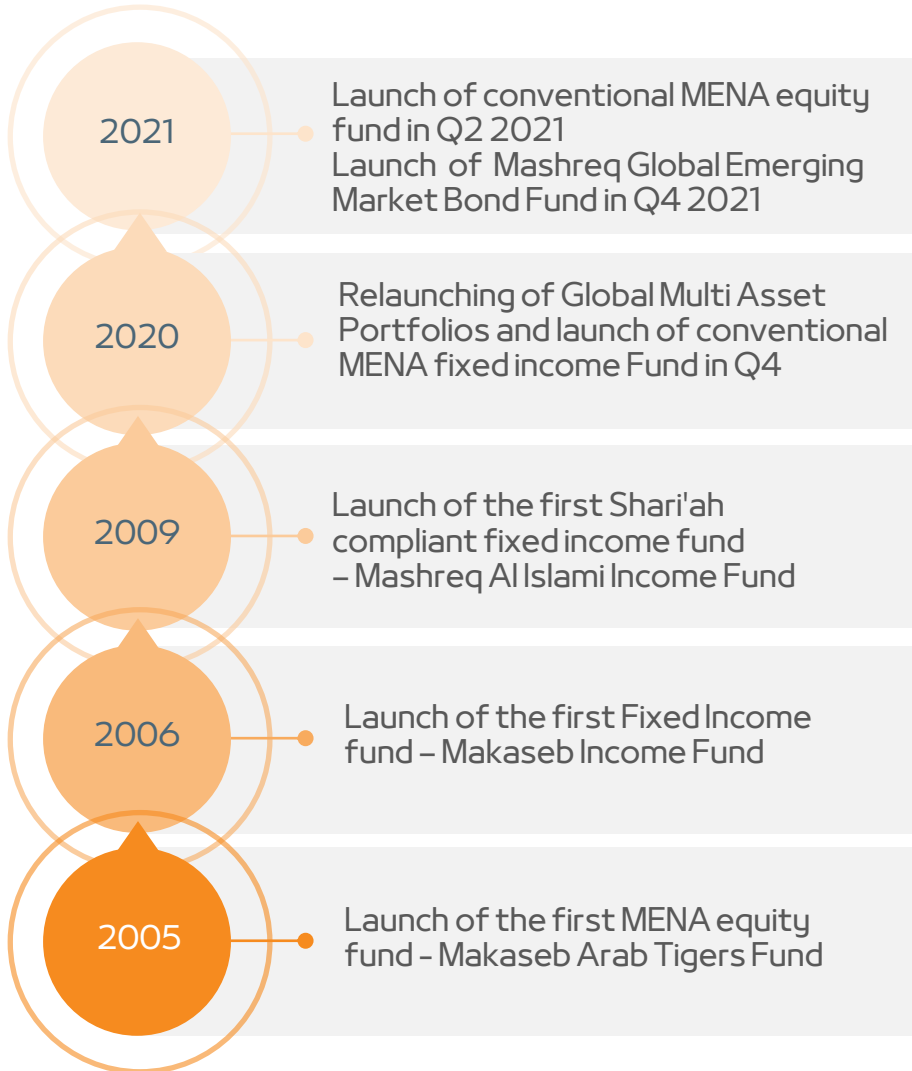 2021
Launch of conventional MENA equity
fund in Q2 2021
Launch of Mashreq Global Emerging
Market Bond Fund in Q4 2021
2020
Relaunching of Global Multi Asset
Portfolios and launch of conventional
MENA fixed income Fund in Q4
2009
Launch of the first Shari'ah
compliant fixed income fund
– Mashreq Al Islami Income Fund
2006
Launch of the first Fixed Income
fund – Makaseb Income Fund
2005
Launch of the first MENA equity
fund - Makaseb Arab Tigers Fund